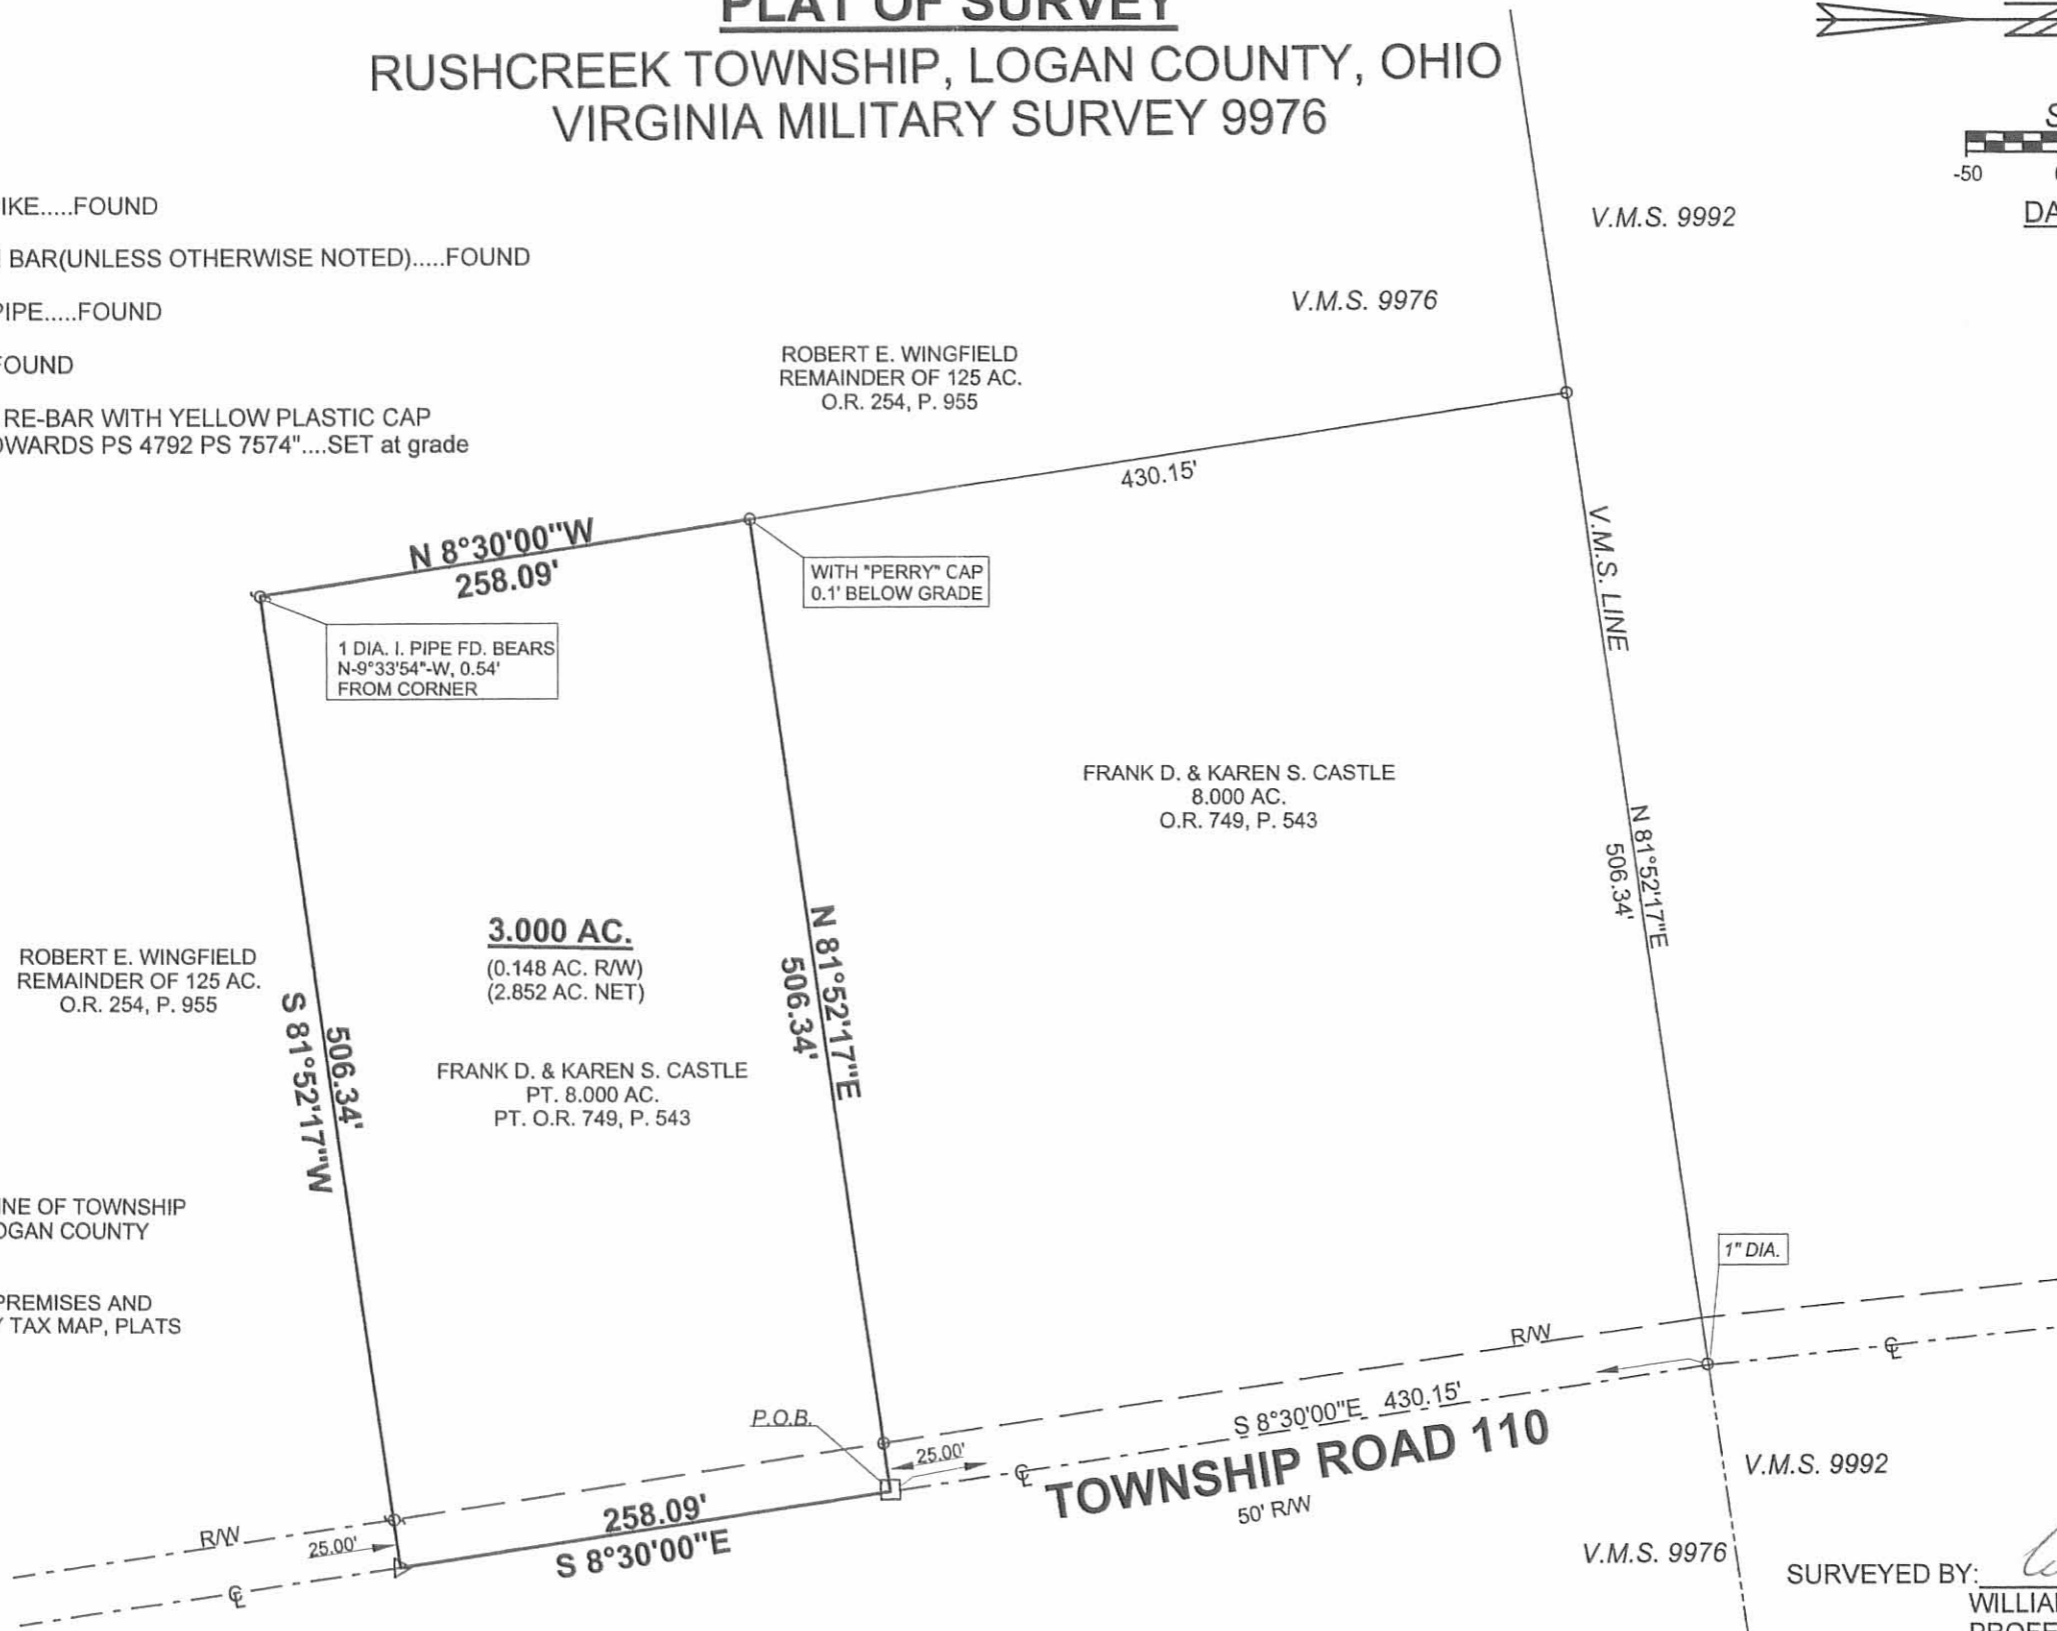 PLAT OF SURVEY
RUSHCREEK TOWNSHIP, LOGAN COUNTY, OHIO
VIRGINIA MILITARY SURVEY 9976
-50
IKE.....FOUND
BAR(UNLESS OTHERWISE NOTED).....FOUND
PIPE.....FOUND
FOUND
RE-BAR WITH YELLOW PLASTIC CAP
DWARDS PS 4792 PS 7574"....SET at grade
V.M.S. 9992
V.M.S. 9976
ROBERT E. WINGFIELD
REMAINDER OF 125 AC.
O.R. 254, P. 955
430.15'
N 8°30'00"W
258.09'
WITH "PERRY" CAP
0.1' BELOW GRADE
1 DIA. I. PIPE FD. BEARS
N-9°33'54"-W, 0.54'
FROM CORNER
V.M.S. LINE
FRANK D. & KAREN S. CASTLE
8.000 AC.
O.R. 749, P. 543
N 81°52'17"E
506.34'
3.000 AC.
(0.148 AC. R/W)
(2.852 AC. NET)
N 81°52'17"E
506.34'
ROBERT E. WINGFIELD
REMAINDER OF 125 AC.
O.R. 254, P. 955
506.34'
S 81°52'17"W
FRANK D. & KAREN S. CASTLE
PT. 8.000 AC.
PT. O.R. 749, P. 543
INE OF TOWNSHIP
OGAN COUNTY
PREMISES AND
Y TAX MAP, PLATS
1" DIA.
R/W
P.O.B.
25.00'
S 8°30'00"E 430.15'
TOWNSHIP ROAD 110
50' R/W
258.09'
S 8°30'00"E
R/W
25.00'
V.M.S. 9992
V.M.S. 9976
SURVEYED BY:
WILLIA